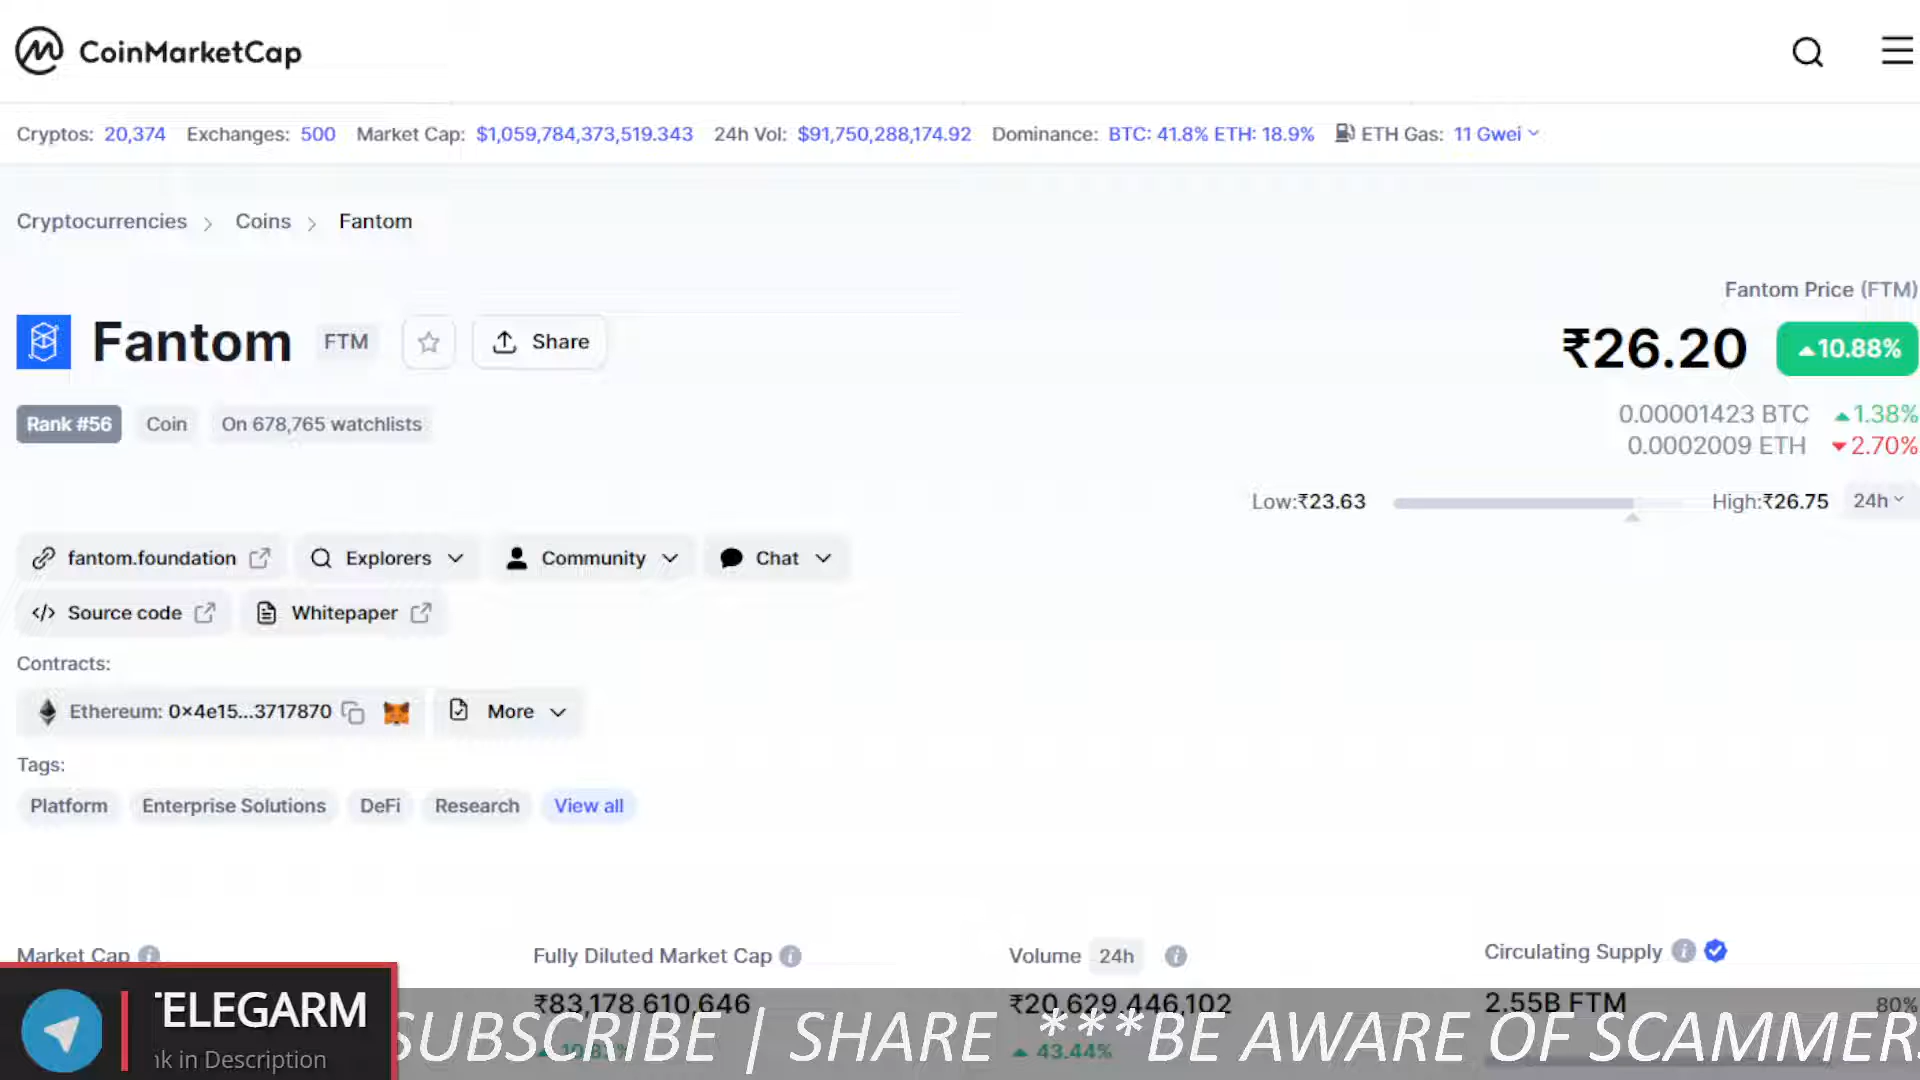 CoinMarketCap
Cryptos: 20,374 Exchanges: 500 Market Cap: $1,059,784,373,519.343 24h Vol: $91,750,288,174.92 Dominance: BTC: 41.8% ETH: 18.9% ETH Gas: 11 Gwei
Cryptocurrencies > Coins > Fantom
Fantom Price (FTM)
Fantom FTM Share
₹26.20 10.88%
Rank #56 Coin On 678,765 watchlists
0.00001423 BTC 1.38%
0.0002009 ETH 2.70%
Low:₹23.63 High:₹26.75 24h
fantom.foundation Explorers Community Chat
</> Source code Whitepaper
Contracts:
Ethereum: 0x4e15...3717870 More
Tags:
Platform Enterprise Solutions DeFi Research View all
Market Cap Fully Diluted Market Cap Volume 24h Circulating Supply
₹83,178,610,646 ₹20,629,446,102 2.55B FTM 80%
43.44%
TELEGARM
nk in Description
SUBSCRIBE | SHARE ***BE AWARE OF SCAMMERS